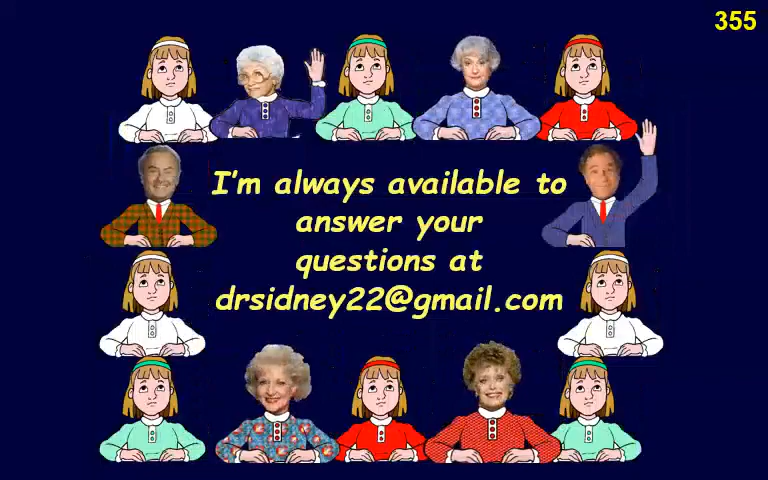 355
I'm always available to
answer your
questions at
drsidney22@gmail.com